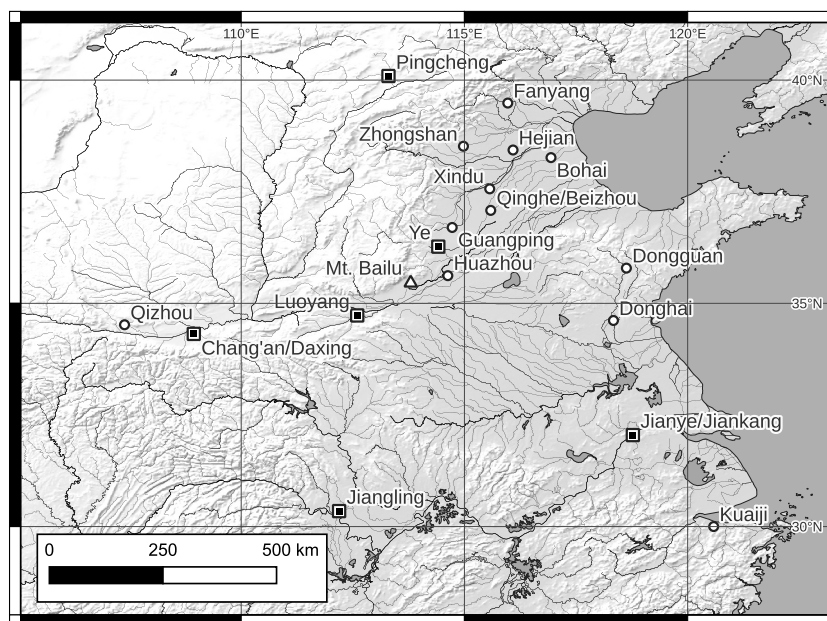 110°E
115°E
120°E
Pingcheng
40°N
Fanyang
Zhongshan
Hejian
Bohai
Xindu
Qinghe/Beizhou
Ye
Guangping
Dongguan
Mt. Bailu
Huazhou
Luoyang
35°N
Qizhou
Donghai
Chang'an/Daxing
Jianye/Jiankang
Jiangling
Kuaiji
30°N
0 250 500 km